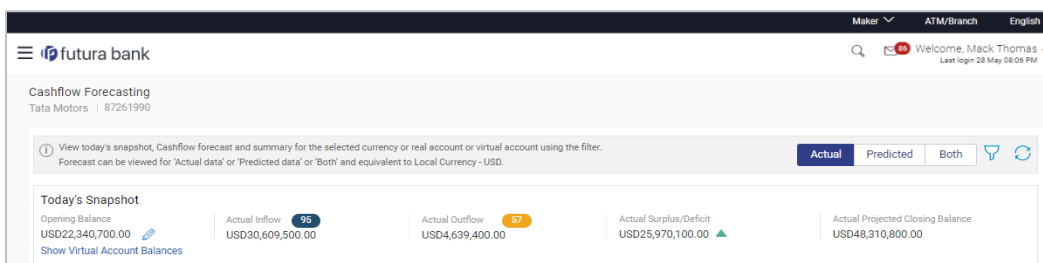 Maker ATM/Branch English
futura bank 86 Welcome, Mack Thomas
Last login 28 May 08:06 PM
Cashflow Forecasting
Tata Motors | 87261990
View today's snapshot, Cashflow forecast and summary for the selected currency or real account or virtual account using the filter.
Forecast can be viewed for 'Actual data' or 'Predicted data' or 'Both' and equivalent to Local Currency - USD.
Actual Predicted Both
Today's Snapshot
Opening Balance Actual Inflow 95 Actual Outflow 57 Actual Surplus/Deficit Actual Projected Closing Balance
USD22,340,700.00 USD30,609,500.00 USD4,639,400.00 USD25,970,100.00 USD48,310,800.00
Show Virtual Account Balances